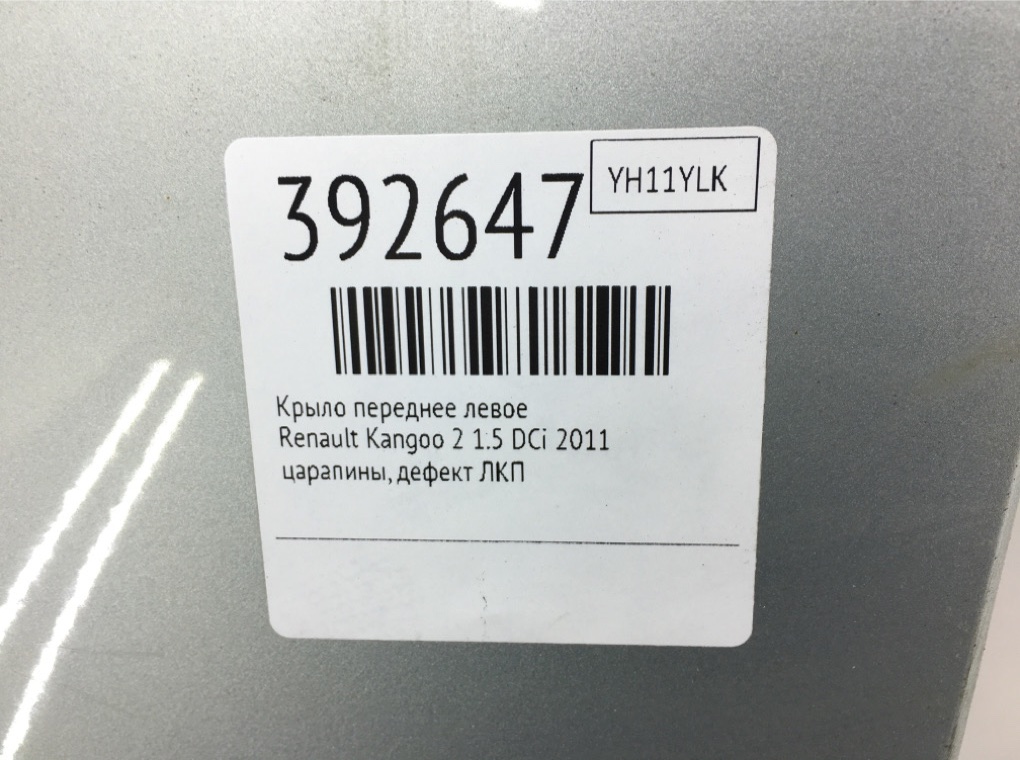 392647
YH11YLK
Крыло переднее левое
Renault Kangoo 2 1.5 DCi 2011
царапины, дефект ЛКП